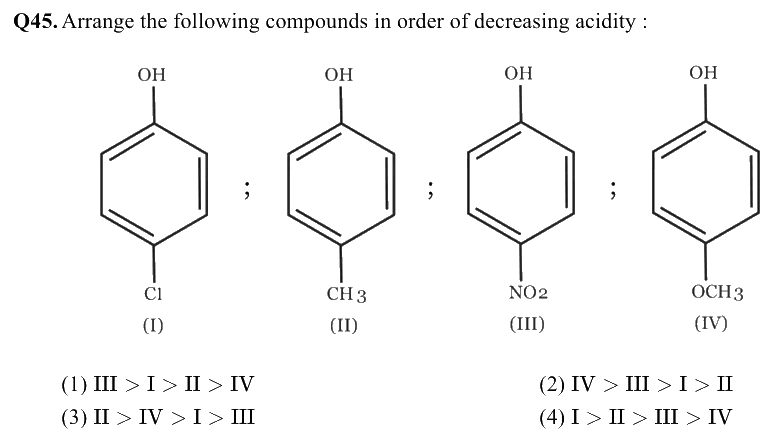 Q45. Arrange the following compounds in order of decreasing acidity :
OH OH OH OH
; ; ;
Cl CH3 NO2 OCH3
(I) (II) (III) (IV)
(1) III > I > II > IV (2) IV > III > I > II
(3) II > IV > I > III (4) I > II > III > IV